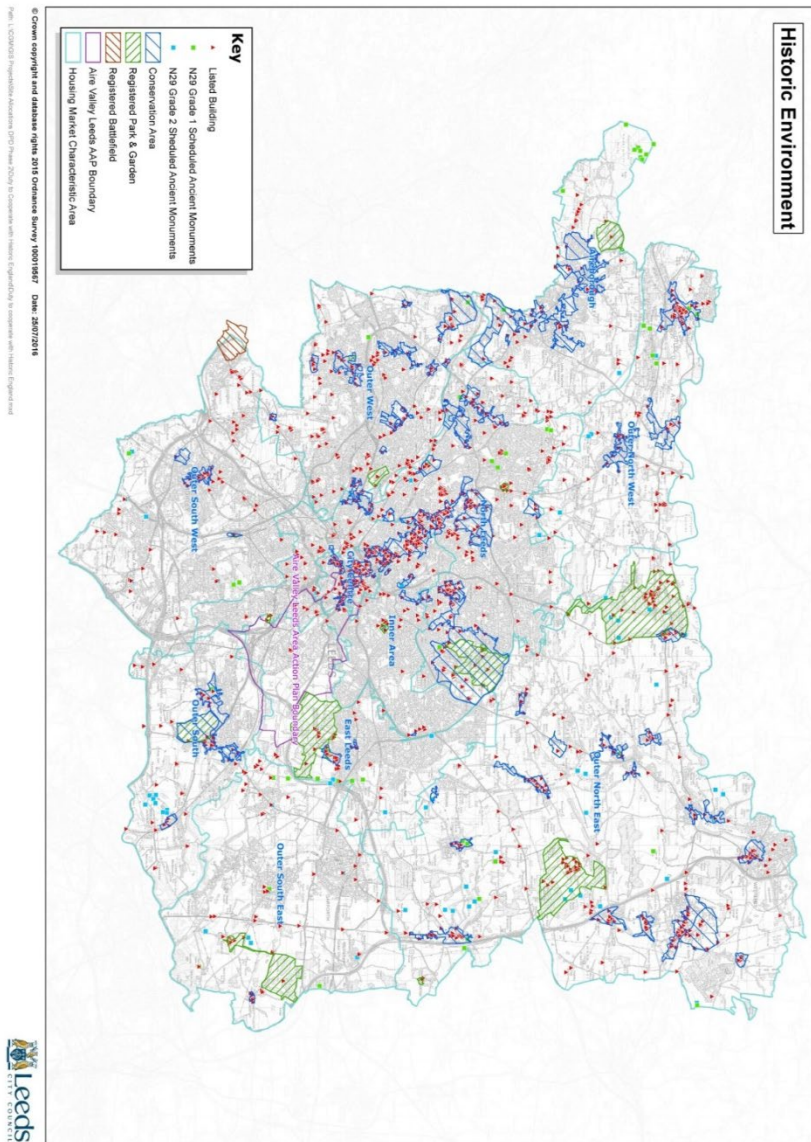 Historic Environment
Key
Listed Building
N29 Grade 1 Scheduled Ancient Monuments
N29 Grade 2 Sheduled Ancient Monuments
Conservation Area
Registered Park & Garden
Registered Battlefield
Aire Valley Leeds AAP Boundary
Housing Market Characteristic Area
Aireborough
Outer North West
Outer West
North Leeds
Outer North East
Outer South West
City Centre
Inner Area
Aire Valley Leeds Area Action Plan Boundary
East Leeds
Outer South
Outer South East
© Crown copyright and database rights 2015 Ordnance Survey 100019567 Date: 25/07/2016
Leeds
CITY COUNCIL